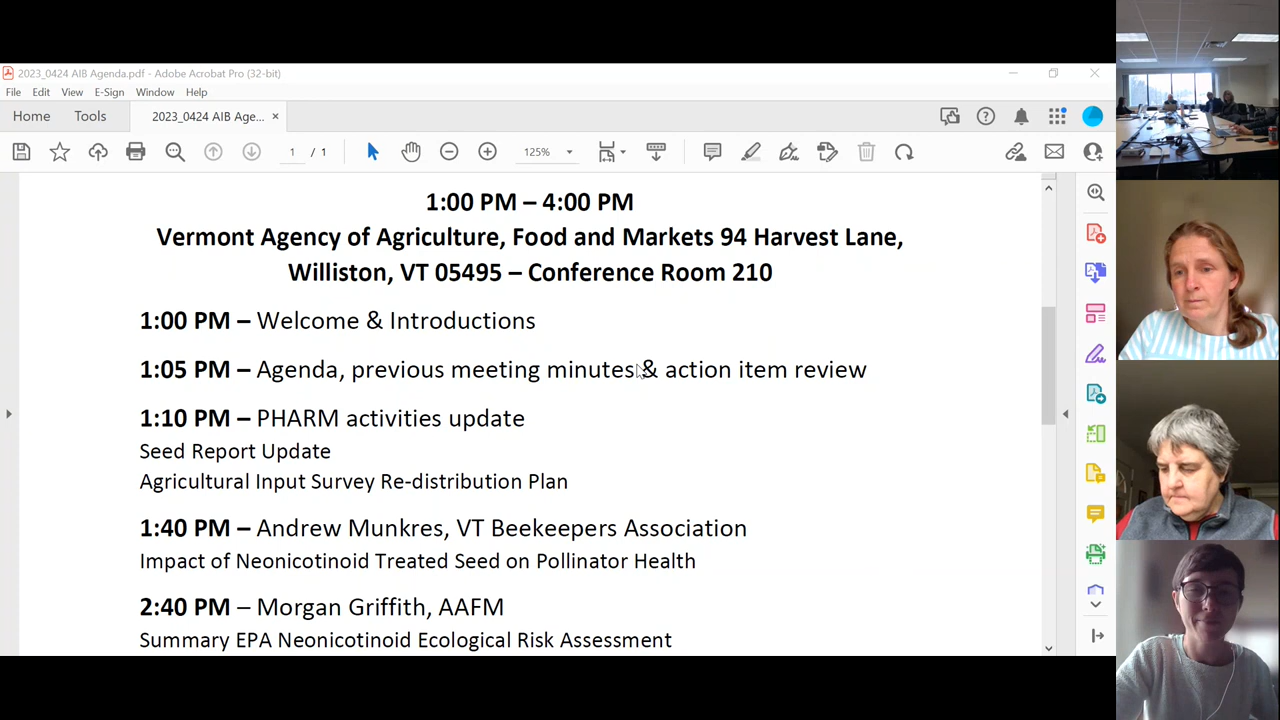 2023_0424 AIB Agenda.pdf - Adobe Acrobat Pro (32-bit)
File Edit View E-Sign Window Help
Home Tools 2023_0424 AIB Age... ×
1 / 1 125%
1:00 PM – 4:00 PM
Vermont Agency of Agriculture, Food and Markets 94 Harvest Lane,
Williston, VT 05495 – Conference Room 210
1:00 PM – Welcome & Introductions
1:05 PM – Agenda, previous meeting minutes & action item review
1:10 PM – PHARM activities update
Seed Report Update
Agricultural Input Survey Re-distribution Plan
1:40 PM – Andrew Munkres, VT Beekeepers Association
Impact of Neonicotinoid Treated Seed on Pollinator Health
2:40 PM – Morgan Griffith, AAFM
Summary EPA Neonicotinoid Ecological Risk Assessment